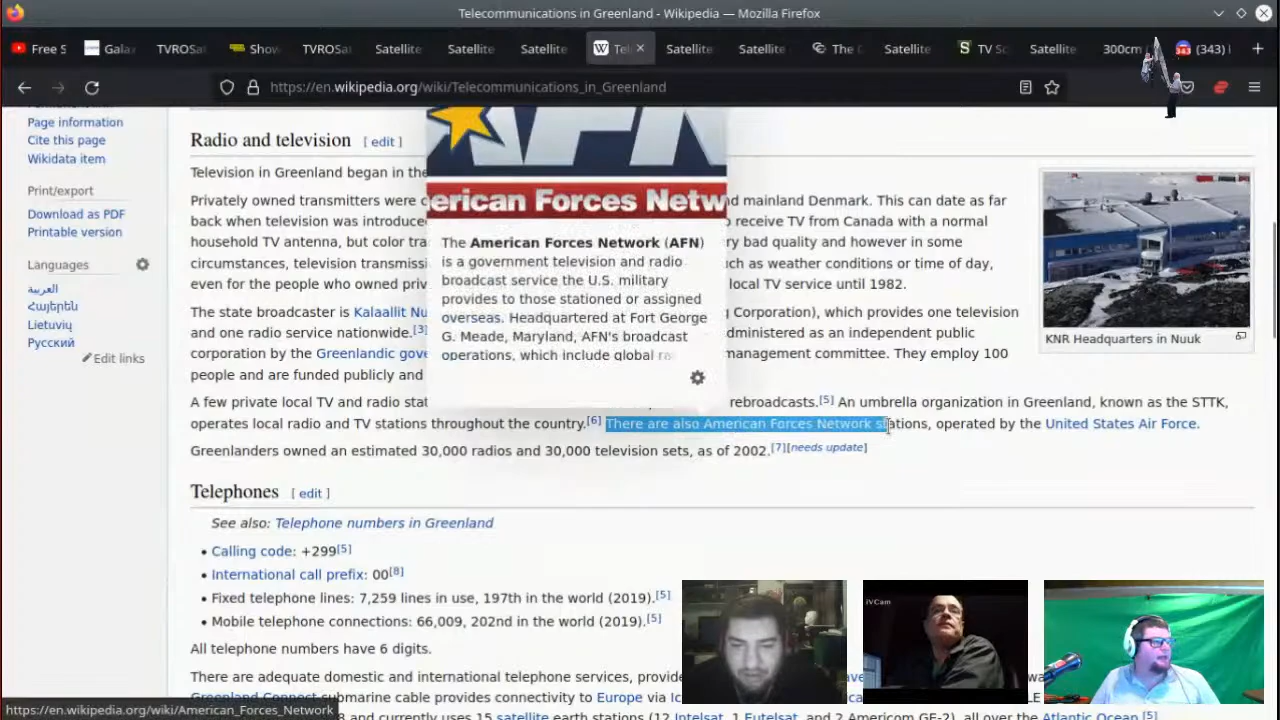 Telecommunications in Greenland - Wikipedia — Mozilla Firefox
Free S
Gala
TVROSa
Show
TVROSa
Satellite
Satellite
Satellite
W Tel
Satellite
Satellite
The C
Satellite
S TV Sc
Satellite
300cm
343 (343)
https://en.wikipedia.org/wiki/Telecommunications_in_Greenland
Page information
Cite this page
Wikidata item
Print/export
Download as PDF
Printable version
Languages
العربية
Հայերեն
Lietuvių
Русский
Edit links
Radio and television [ edit ]
Television in Greenland began in the
Privately owned transmitters were
nd mainland Denmark. This can date as far
back when television was introduce
o receive TV from Canada with a normal
household TV antenna, but color tra
ry bad quality and however in some
circumstances, television transmiss
uch as weather conditions or time of day,
even for the people who owned priv
local TV service until 1982.
The state broadcaster is Kalaallit Nu
g Corporation), which provides one television
and one radio service nationwide.[3]
dministered as an independent public
corporation by the Greenlandic gove
management committee. They employ 100
people and are funded publicly and
A few private local TV and radio stat
rebroadcasts.[5] An umbrella organization in Greenland, known as the STTK,
operates local radio and TV stations throughout the country.[6] There are also American Forces Network stations, operated by the United States Air Force.
Greenlanders owned an estimated 30,000 radios and 30,000 television sets, as of 2002.[7][needs update]
AFN
erican Forces Netw
The American Forces Network (AFN)
is a government television and radio
broadcast service the U.S. military
provides to those stationed or assigned
overseas. Headquartered at Fort George
G. Meade, Maryland, AFN's broadcast
operations, which include global ra
KNR Headquarters in Nuuk
Telephones [ edit ]
See also: Telephone numbers in Greenland
• Calling code: +299[5]
• International call prefix: 00[8]
• Fixed telephone lines: 7,259 lines in use, 197th in the world (2019).[5]
• Mobile telephone connections: 66,009, 202nd in the world (2019).[5]
All telephone numbers have 6 digits.
There are adequate domestic and international telephone services, provide
Greenland Connect submarine cable provides connectivity to Europe via Ic
8 and currently uses 15 satellite earth stations (12 Intelsat, 1 Eutelsat, and 2 Americom GE-2), all over the Atlantic Ocean.[5]
iVCam
https://en.wikipedia.org/wiki/American_Forces_Network